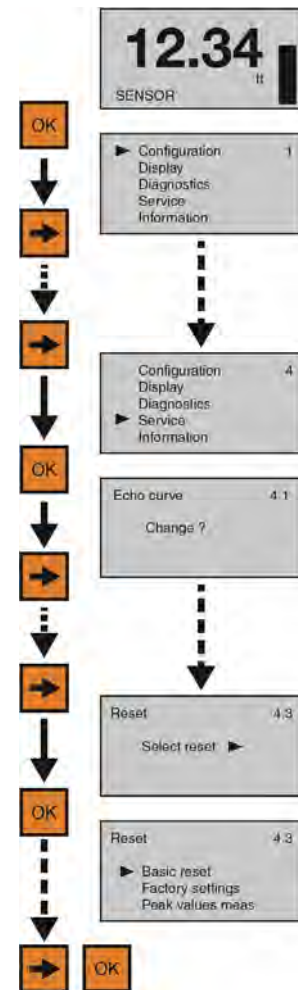 12.34
ft
SENSOR
OK
Configuration 1
Display
Diagnostics
Service
Information
Configuration 4
Display
Diagnostics
Service
Information
OK
Echo curve 4.1
Change ?
Reset 4.3
Select reset
OK
Reset 4.3
Basic reset
Factory settings
Peak values meas
OK